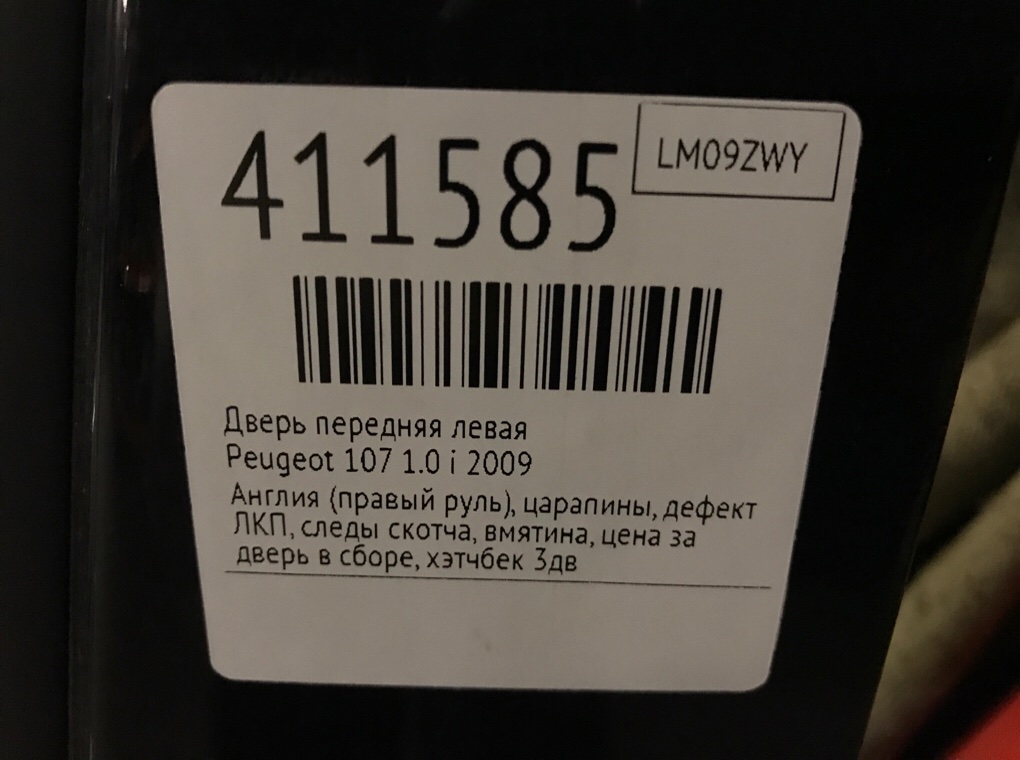 411585
LM09ZWY
Дверь передняя левая
Peugeot 107 1.0 i 2009
Англия (правый руль), царапины, дефект
ЛКП, следы скотча, вмятина, цена за
дверь в сборе, хэтчбек 3дв